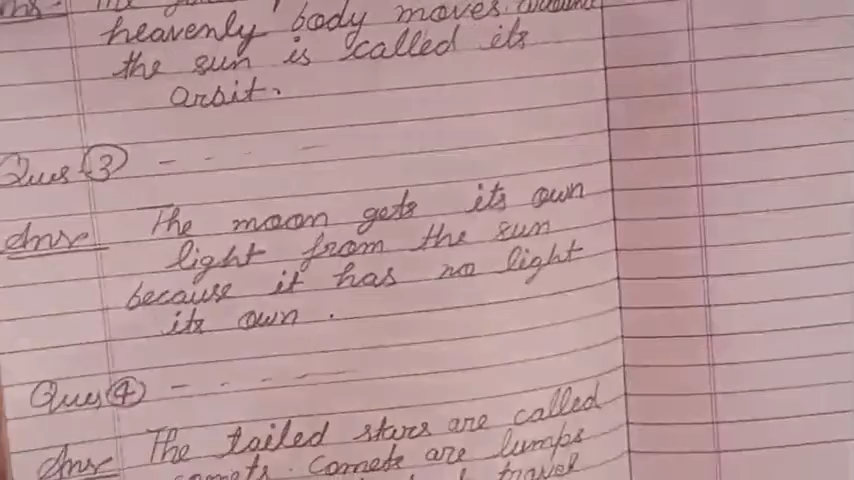 heavenly body moves around
the sun is called its
orbit.
Ques (3) - - - -
Ans The moon gets its own
light from the sun
because it has no light
its own .
Ques (4) - - - -
Ans The tailed stars are called
comets. Comets are lumps
travel